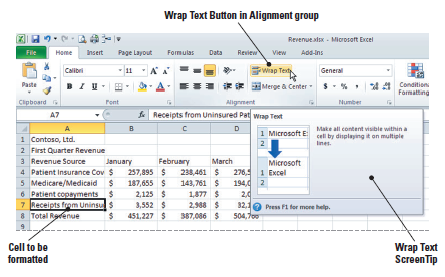 Wrap Text Button in Alignment group
Revenue.xlsx - Microsoft Excel
File Home Insert Page Layout Formulas Data Review View Add-Ins
Paste Calibri 11 A A Wrap Text General
B I U A Merge & Center $ % , Conditional Formatting
Clipboard Font Alignment Number
A7 fx Receipts from Uninsured Pat
A B C D
1 Contoso, Ltd.
2 First Quarter Revenue
3 Revenue Source January February March
4 Patient Insurance Cov $ 257,895 $ 238,461 $ 276,5
5 Medicare/Medicaid $ 187,655 $ 143,761 $ 194,0
6 Patient copayments $ 2,125 $ 1,877 $ 2,0
7 Receipts from Uninsu $ 3,552 $ 2,988 $ 32,1
8 Total Revenue $ 451,227 $ 387,086 $ 504,766
9
Wrap Text
1 Microsoft E:
2
Microsoft
1 Excel
2
Make all content visible within a
cell by displaying it on multiple
lines.
Press F1 for more help.
Cell to be
formatted
Wrap Text
ScreenTip